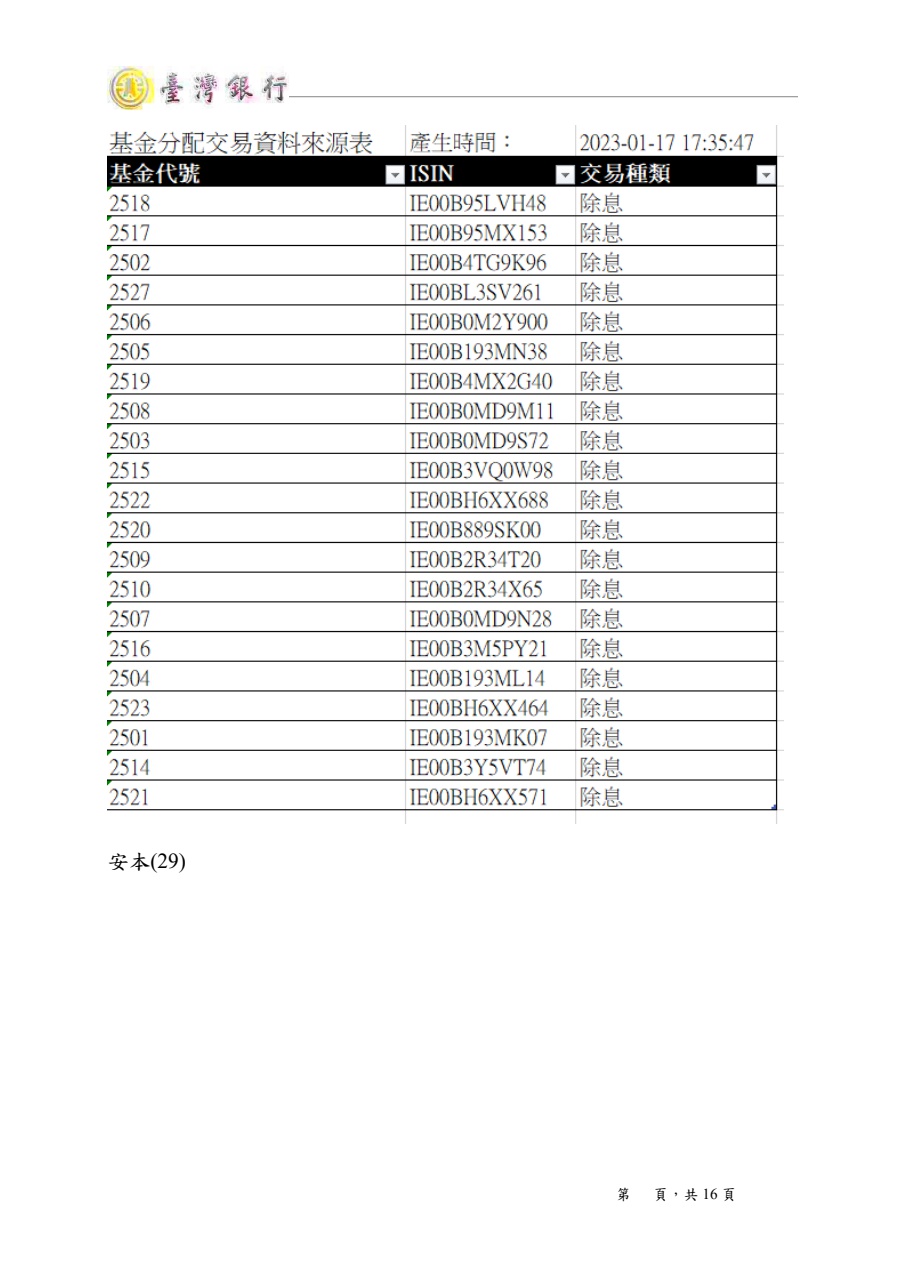 臺灣銀行
基金分配交易資料來源表 產生時間： 2023-01-17 17:35:47
基金代號 ISIN 交易種類
2518 IE00B95LVH48 除息
2517 IE00B95MX153 除息
2502 IE00B4TG9K96 除息
2527 IE00BL3SV261 除息
2506 IE00B0M2Y900 除息
2505 IE00B193MN38 除息
2519 IE00B4MX2G40 除息
2508 IE00B0MD9M11 除息
2503 IE00B0MD9S72 除息
2515 IE00B3VQ0W98 除息
2522 IE00BH6XX688 除息
2520 IE00B889SK00 除息
2509 IE00B2R34T20 除息
2510 IE00B2R34X65 除息
2507 IE00B0MD9N28 除息
2516 IE00B3M5PY21 除息
2504 IE00B193ML14 除息
2523 IE00BH6XX464 除息
2501 IE00B193MK07 除息
2514 IE00B3Y5VT74 除息
2521 IE00BH6XX571 除息
安本(29)
第 頁，共 16 頁